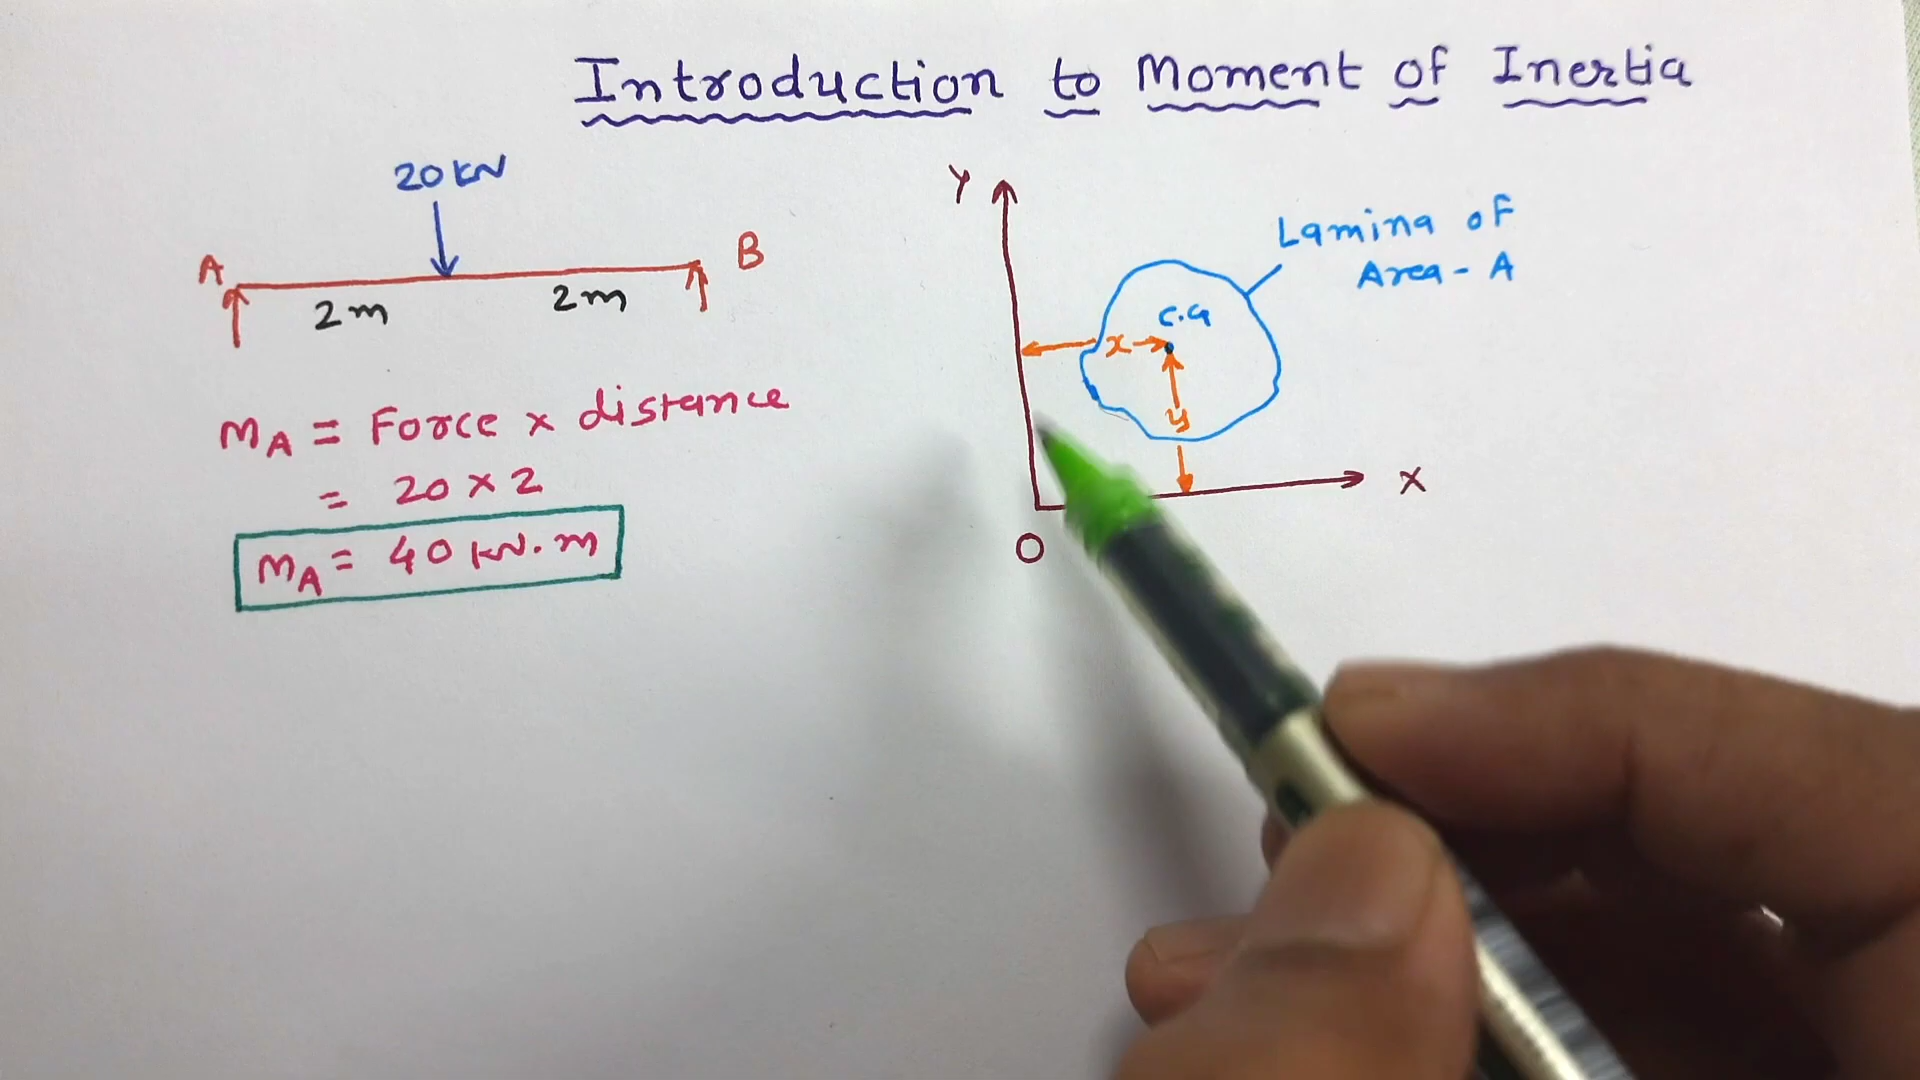 Introduction to Moment of Inertia
20 kN
A
B
2m
2m
MA = Force x distance
= 20 x 2
MA = 40 kN.m
Y
Lamina of
Area - A
C.G
x
y
X
O